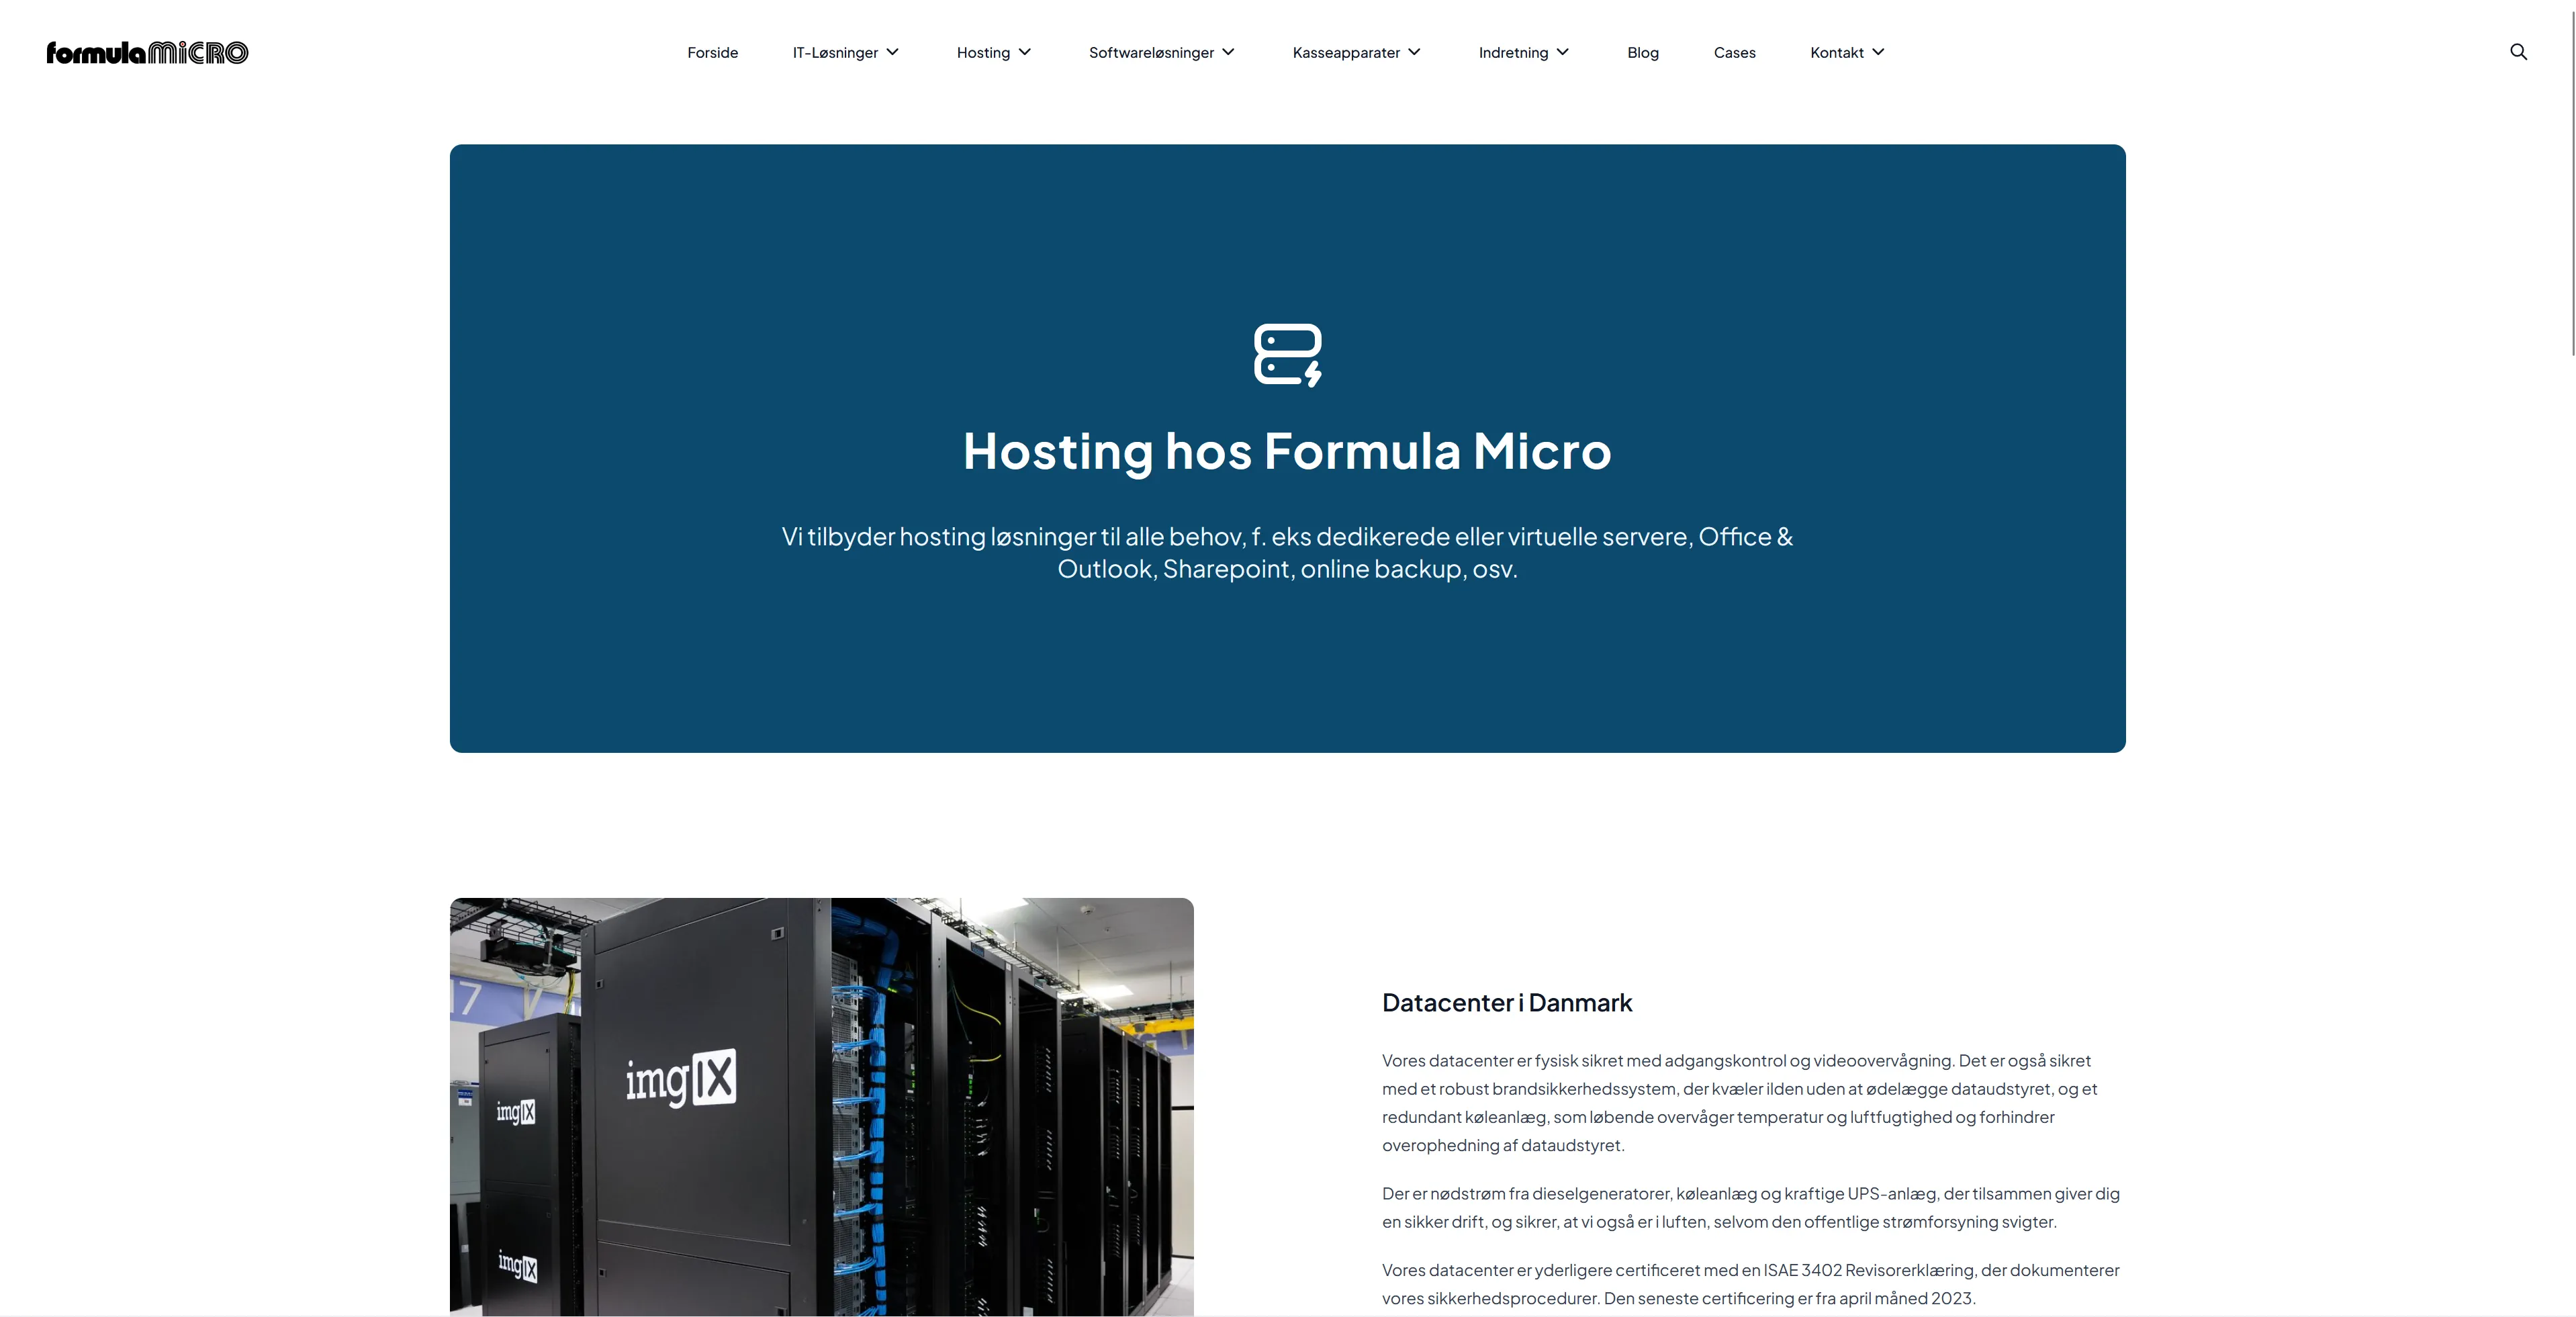 formula MICRO
Forside
IT-Løsninger
Hosting
Softwareløsninger
Kasseapparater
Indretning
Blog
Cases
Kontakt
Hosting hos Formula Micro
Vi tilbyder hosting løsninger til alle behov, f. eks dedikerede eller virtuelle servere, Office &
Outlook, Sharepoint, online backup, osv.
17
imgIX
imgIX
imgIX
Datacenter i Danmark
Vores datacenter er fysisk sikret med adgangskontrol og videoovervågning. Det er også sikret
med et robust brandsikkerhedssystem, der kvæler ilden uden at ødelægge dataudstyret, og et
redundant køleanlæg, som løbende overvåger temperatur og luftfugtighed og forhindrer
overophedning af dataudstyret.
Der er nødstrøm fra dieselgeneratorer, køleanlæg og kraftige UPS-anlæg, der tilsammen giver dig
en sikker drift, og sikrer, at vi også er i luften, selvom den offentlige strømforsyning svigter.
Vores datacenter er yderligere certificeret med en ISAE 3402 Revisorerklæring, der dokumenterer
vores sikkerhedsprocedurer. Den seneste certificering er fra april måned 2023.